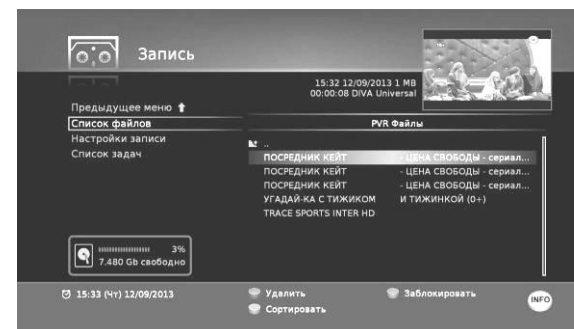 Запись
15:32 12/09/2013 1 MB
00:00:08 DIVA Universal
Предыдущее меню
Список файлов
PVR Файлы
Настройки записи
..
Список задач
ПОСРЕДНИК КЕЙТ - ЦЕНА СВОБОДЫ - сериал...
ПОСРЕДНИК КЕЙТ - ЦЕНА СВОБОДЫ - сериал...
ПОСРЕДНИК КЕЙТ - ЦЕНА СВОБОДЫ - сериал...
УГАДАЙ-КА С ТИЖИКОМ И ТИЖИНКОЙ (0+)
TRACE SPORTS INTER HD
3%
7.480 Gb свободно
15:33 (Чт) 12/09/2013
Удалить
Заблокировать
Сортировать
INFO